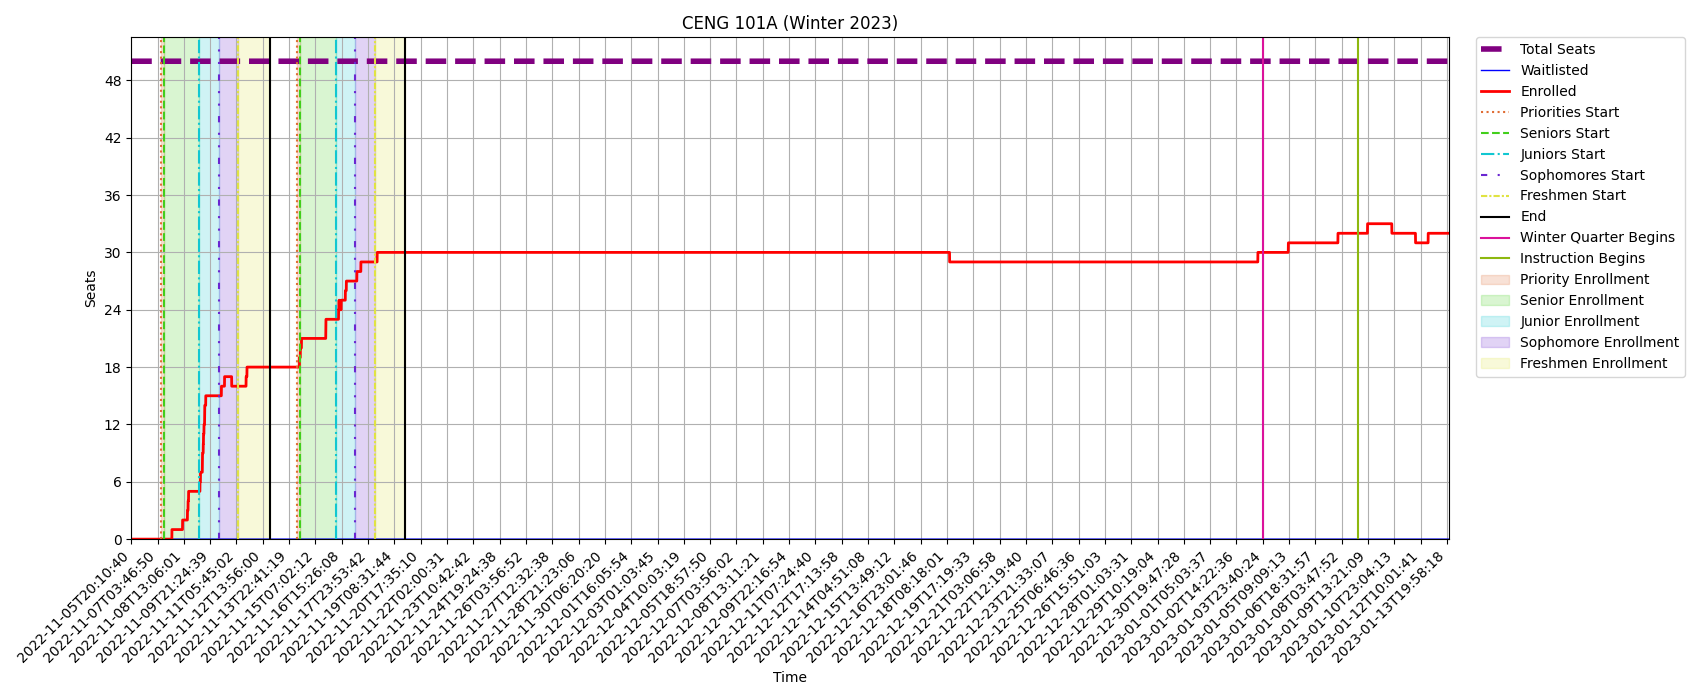 CENG 101A (Winter 2023)
Seats
48
42
36
30
24
18
12
6
0
2022-11-05T20:10:40
2022-11-07T03:46:50
2022-11-08T13:06:01
2022-11-09T21:24:39
2022-11-11T05:45:02
2022-11-12T13:56:00
2022-11-13T22:41:19
2022-11-15T07:02:12
2022-11-16T15:26:08
2022-11-17T23:53:42
2022-11-19T08:31:44
2022-11-20T17:35:10
2022-11-22T02:00:31
2022-11-23T10:42:42
2022-11-24T19:24:38
2022-11-26T03:56:52
2022-11-27T12:32:38
2022-11-28T21:23:06
2022-11-30T06:20:20
2022-12-01T16:05:54
2022-12-03T01:03:45
2022-12-04T10:03:19
2022-12-05T18:57:50
2022-12-07T03:56:02
2022-12-08T13:11:21
2022-12-09T22:16:54
2022-12-11T07:24:40
2022-12-12T17:13:58
2022-12-14T04:51:08
2022-12-15T13:49:12
2022-12-16T23:01:46
2022-12-18T08:18:01
2022-12-19T17:19:33
2022-12-21T03:06:58
2022-12-22T12:19:40
2022-12-23T21:33:07
2022-12-25T06:46:36
2022-12-26T15:51:03
2022-12-28T01:03:31
2022-12-29T10:19:04
2022-12-30T19:47:28
2023-01-01T05:03:37
2023-01-02T14:22:36
2023-01-03T23:40:24
2023-01-05T09:09:13
2023-01-06T18:31:57
2023-01-08T03:47:52
2023-01-09T13:21:09
2023-01-10T23:04:13
2023-01-12T10:01:41
2023-01-13T19:58:18
Time
Total Seats
Waitlisted
Enrolled
Priorities Start
Seniors Start
Juniors Start
Sophomores Start
Freshmen Start
End
Winter Quarter Begins
Instruction Begins
Priority Enrollment
Senior Enrollment
Junior Enrollment
Sophomore Enrollment
Freshmen Enrollment